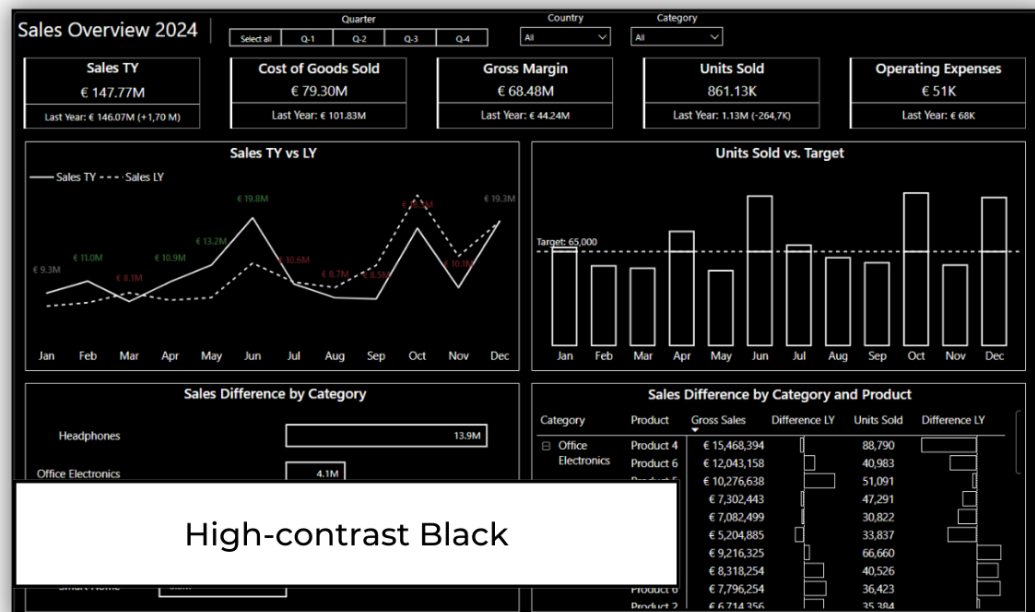 Sales Overview 2024
Quarter
Select all Q-1 Q-2 Q-3 Q-4
Country
All
Category
All
Sales TY
€ 147.77M
Last Year: € 146.07M (+1,70 M)
Cost of Goods Sold
€ 79.30M
Last Year: € 101.83M
Gross Margin
€ 68.48M
Last Year: € 44.24M
Units Sold
861.13K
Last Year: 1.13M (-264,7K)
Operating Expenses
€ 51K
Last Year: € 68K
Sales TY vs LY
Sales TY Sales LY
€ 9.3M € 11.0M € 8.1M € 10.9M € 13.2M € 19.8M € 10.6M € 8.7M € 8.5M € 10.1M € 19.3M
Jan Feb Mar Apr May Jun Jul Aug Sep Oct Nov Dec
Units Sold vs. Target
Target: 65,000
Jan Feb Mar Apr May Jun Jul Aug Sep Oct Nov Dec
Sales Difference by Category
Headphones 13.9M
Office Electronics 4.1M
High-contrast Black
Sales Difference by Category and Product
Category Product Gross Sales Difference LY Units Sold Difference LY
Office Product 4 € 15,468,394 88,790
Electronics Product 6 € 12,043,158 40,983
€ 10,276,638 51,091
€ 7,302,443 47,291
€ 7,082,499 30,822
€ 5,204,885 33,837
€ 9,216,325 66,660
€ 8,318,254 40,526
€ 7,796,254 36,423
Product 2 € 6,714,356 35,384